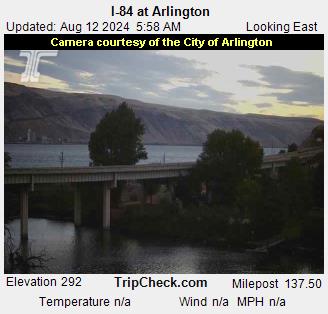 I-84 at Arlington
Updated: Aug 12 2024 5:58 AM Looking East
Camera courtesy of the City of Arlington
Elevation 292 TripCheck.com Milepost 137.50
Temperature n/a Wind n/a MPH n/a